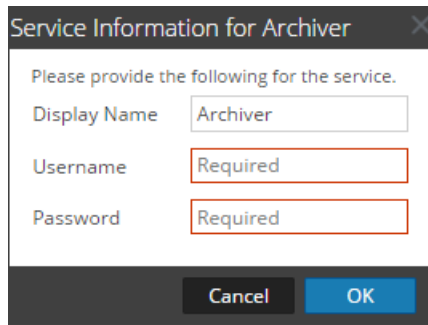 Service Information for Archiver
Please provide the following for the service.
Display Name Archiver
Username Required
Password Required
Cancel OK